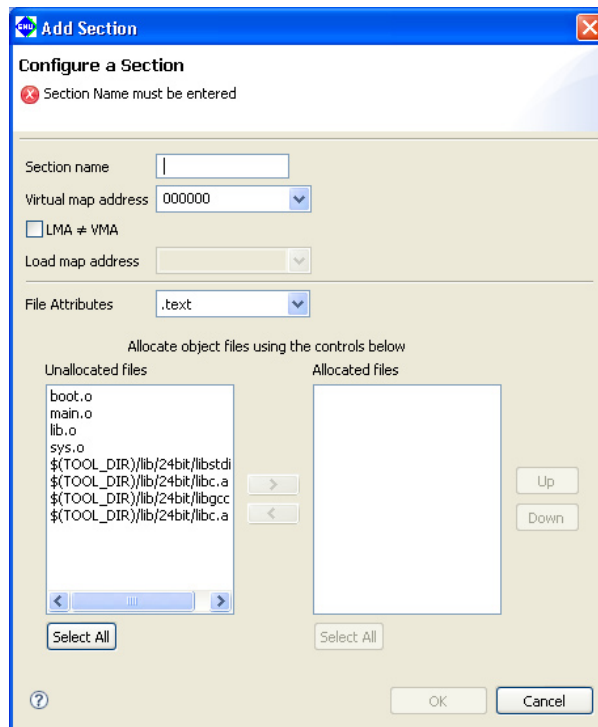 GNU Add Section
Configure a Section
Section Name must be entered
Section name
Virtual map address 000000
LMA ≠ VMA
Load map address
File Attributes .text
Allocate object files using the controls below
Unallocated files Allocated files
boot.o
main.o
lib.o
sys.o
$(TOOL_DIR)/lib/24bit/libstdi
$(TOOL_DIR)/lib/24bit/libc.a
$(TOOL_DIR)/lib/24bit/libgcc
$(TOOL_DIR)/lib/24bit/libc.a
>
<
Up
Down
Select All Select All
? OK Cancel